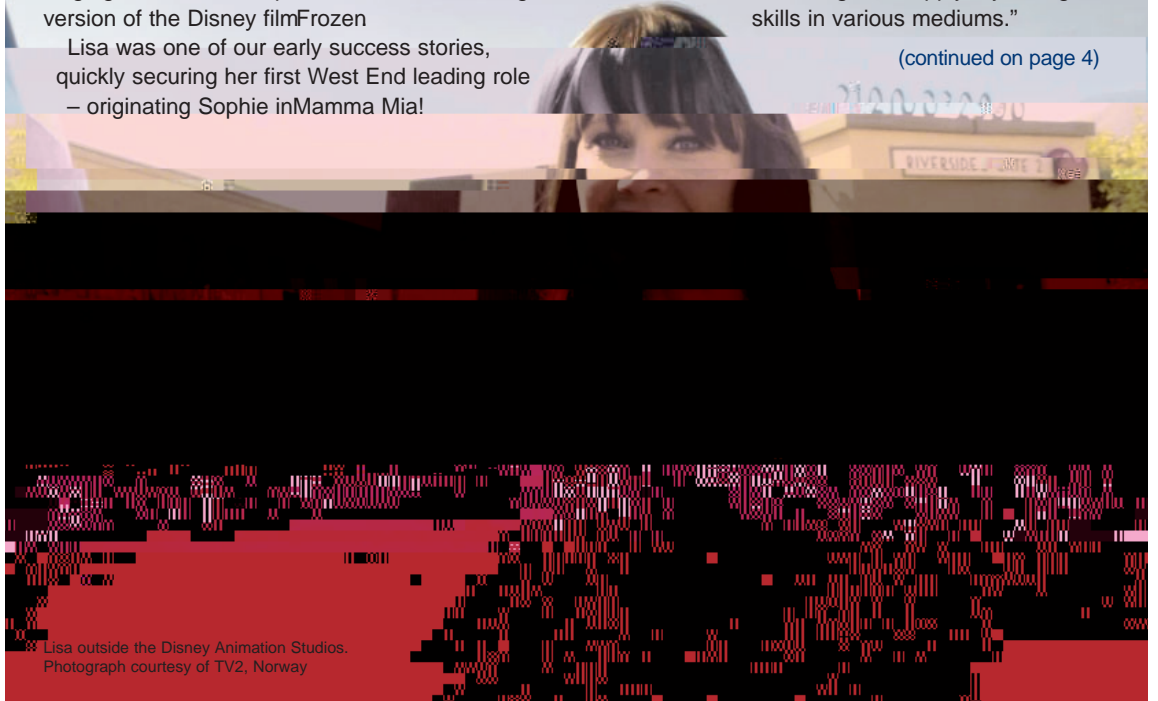 version of the Disney filmFrozen
Lisa was one of our early success stories,
quickly securing her first West End leading role
– originating Sophie inMamma Mia!
skills in various mediums.”
(continued on page 4)
RIVERSIDE
Lisa outside the Disney Animation Studios.
Photograph courtesy of TV2, Norway